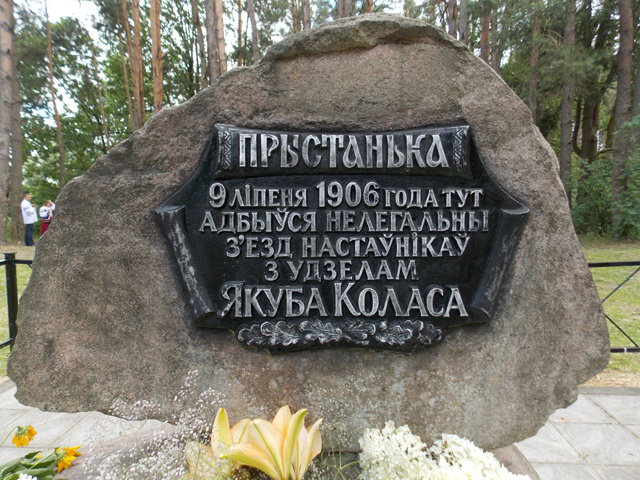 ПРЫСТАНЬКА
9 ЛІПЕНЯ 1906 ГОДА ТУТ
АДБЫЎСЯ НЕЛЕГАЛЬНЫ
З'ЕЗД НАСТАЎНІКАЎ
З УДЗЕЛАМ
ЯКУБА КОЛАСА